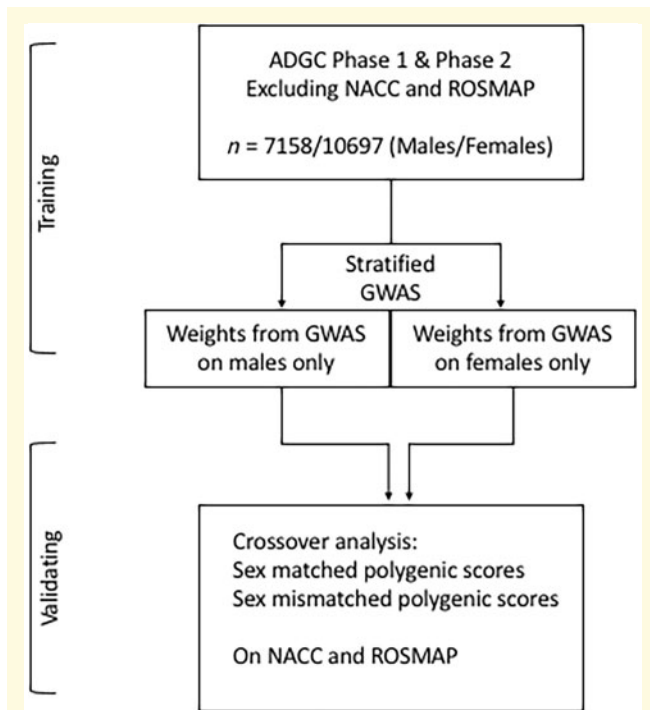 Training
ADGC Phase 1 & Phase 2
Excluding NACC and ROSMAP
n = 7158/10697 (Males/Females)
Stratified
GWAS
Weights from GWAS
on males only
Weights from GWAS
on females only
Validating
Crossover analysis:
Sex matched polygenic scores
Sex mismatched polygenic scores
On NACC and ROSMAP